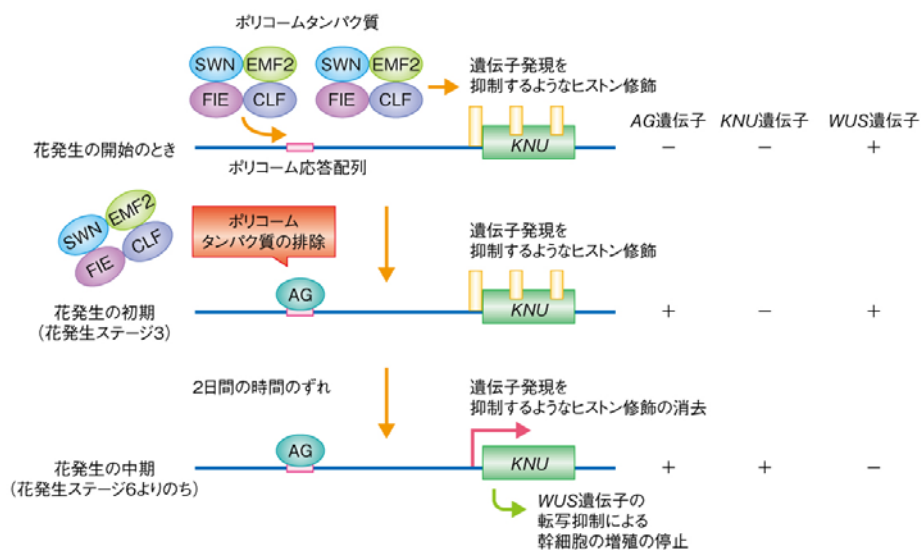 ポリコームタンパク質
SWN EMF2 SWN EMF2
FIE CLF FIE CLF
遺伝子発現を
抑制するようなヒストン修飾
AG遺伝子 KNU遺伝子 WUS遺伝子
花発生の開始のとき
KNU
− − +
ポリコーム応答配列
SWN EMF2
FIE CLF
ポリコーム
タンパク質の排除
遺伝子発現を
抑制するようなヒストン修飾
AG
KNU
花発生の初期
(花発生ステージ3)
+ − +
2日間の時間のずれ
遺伝子発現を
抑制するようなヒストン修飾の消去
AG
KNU
花発生の中期
(花発生ステージ6よりのち)
+ + −
WUS遺伝子の
転写抑制による
幹細胞の増殖の停止